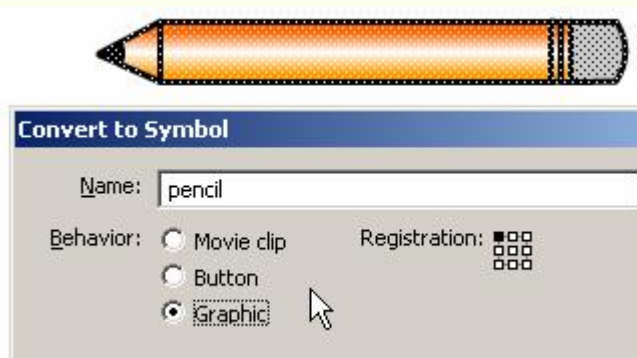 Convert to Symbol
Name: pencil
Behavior: Movie clip Registration:
Button
Graphic